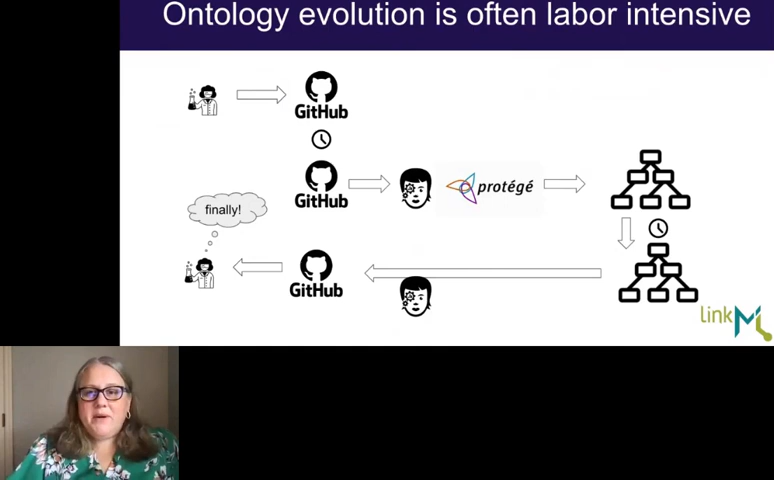 Ontology evolution is often labor intensive
GitHub
GitHub
protégé
finally!
GitHub
linkML